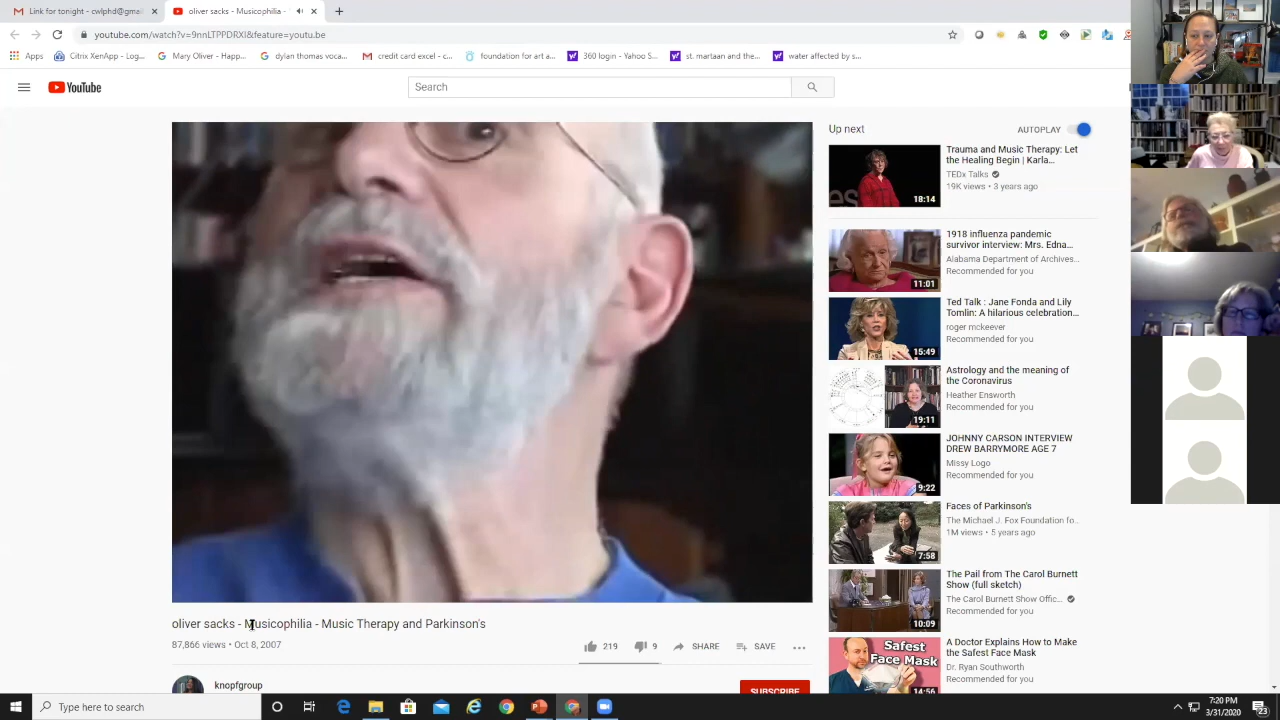 Link for tonight - cwlphd@gmai
oliver sacks - Musicophilia -
youtube.com/watch?v=9nnLTPPDRXI&feature=youtu.be
Apps
Citrix XenApp - Log...
Mary Oliver - Happ...
dylan thomas vocal...
credit card excel - c...
foundation for a c...
360 login - Yahoo S...
st. martaan and the...
water affected by s...
YouTube
Search
Up next
AUTOPLAY
Trauma and Music Therapy: Let
the Healing Begin | Karla...
TEDx Talks
19K views • 3 years ago
18:14
1918 influenza pandemic
survivor interview: Mrs. Edna...
Alabama Department of Archives...
Recommended for you
11:01
Ted Talk : Jane Fonda and Lily
Tomlin: A hilarious celebration...
roger mckeever
Recommended for you
15:49
Astrology and the meaning of
the Coronavirus
Heather Ensworth
Recommended for you
19:11
JOHNNY CARSON INTERVIEW
DREW BARRYMORE AGE 7
Missy Logo
Recommended for you
9:22
Faces of Parkinson's
The Michael J. Fox Foundation fo...
1M views • 5 years ago
7:58
The Pail from The Carol Burnett
Show (full sketch)
The Carol Burnett Show Offic...
Recommended for you
10:09
A Doctor Explains How to Make
the Safest Face Mask
Dr. Ryan Southworth
Recommended for you
Safest
Face Mask
14:56
oliver sacks - Musicophilia - Music Therapy and Parkinson's
87,866 views • Oct 8, 2007
219
9
SHARE
SAVE
knopfgroup
SUBSCRIBE
Type here to search
7:20 PM
3/31/2020
23